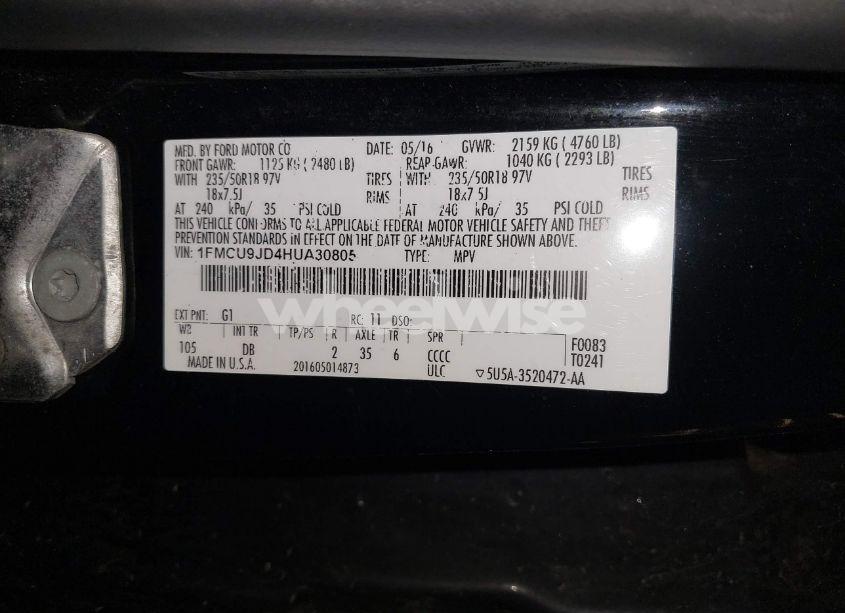 MFD. BY FORD MOTOR CO DATE: 05/16 GVWR: 2159 KG ( 4760 LB)
FRONT GAWR: 1125 KG ( 2480 LB) REAR GAWR: 1040 KG ( 2293 LB)
WITH 235/50R18 97V TIRES WITH 235/50R18 97V TIRES
18x7.5J RIMS 18x7.5J RIMS
AT 240 kPa/ 35 PSI COLD AT 240 kPa/ 35 PSI COLD
THIS VEHICLE CONFORMS TO ALL APPLICABLE FEDERAL MOTOR VEHICLE SAFETY AND THEFT
PREVENTION STANDARDS IN EFFECT ON THE DATE OF MANUFACTURE SHOWN ABOVE.
VIN: 1FMCU9JD4HUA30805 TYPE: MPV
wheelwise
EXT PNT: G1 RC: 11 DSO:
WB INT TR TP/PS R AXLE TR SPR F0083
105 DB 2 35 6 CCCC T0241
MADE IN U.S.A. 201605014873 ULC ▽5U5A-3520472-AA